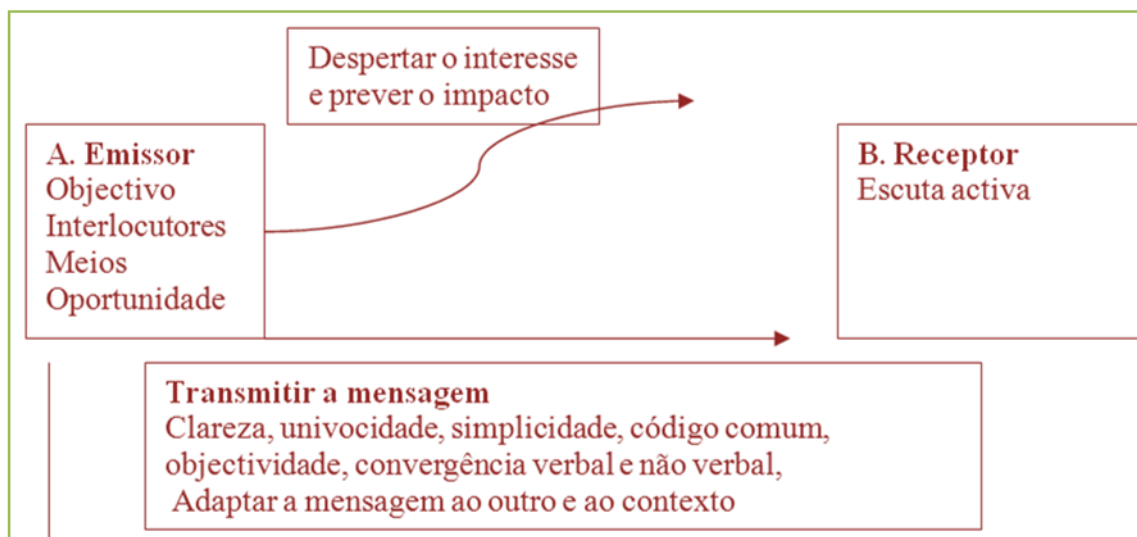 Despertar o interesse
e prever o impacto
A. Emissor
Objectivo
Interlocutores
Meios
Oportunidade
B. Receptor
Escuta activa
Transmitir a mensagem
Clareza, univocidade, simplicidade, código comum,
objectividade, convergência verbal e não verbal,
Adaptar a mensagem ao outro e ao contexto